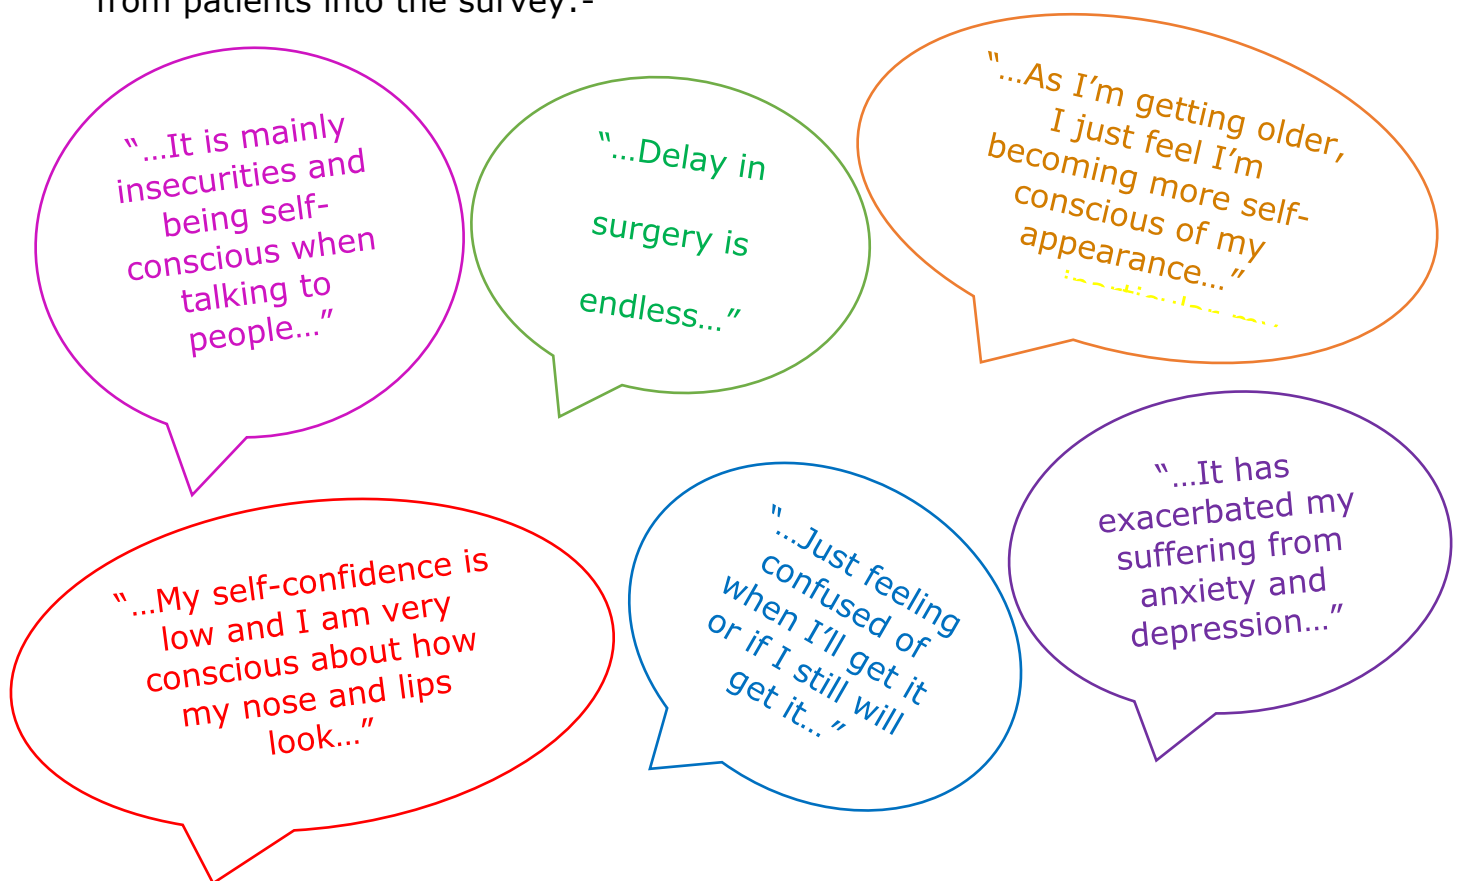 from patients into the survey:-
“…It is mainly
insecurities and
being self-
conscious when
talking to
people…”
“…Delay in
surgery is
endless…”
“…As I’m getting older,
I just feel I’m
becoming more self-
conscious of my
appearance…”
“…My self-confidence is
low and I am very
conscious about how
my nose and lips
look…”
“…Just feeling
confused of
when I’ll get it
or if I still will
get it…”
“…It has
exacerbated my
suffering from
anxiety and
depression…”